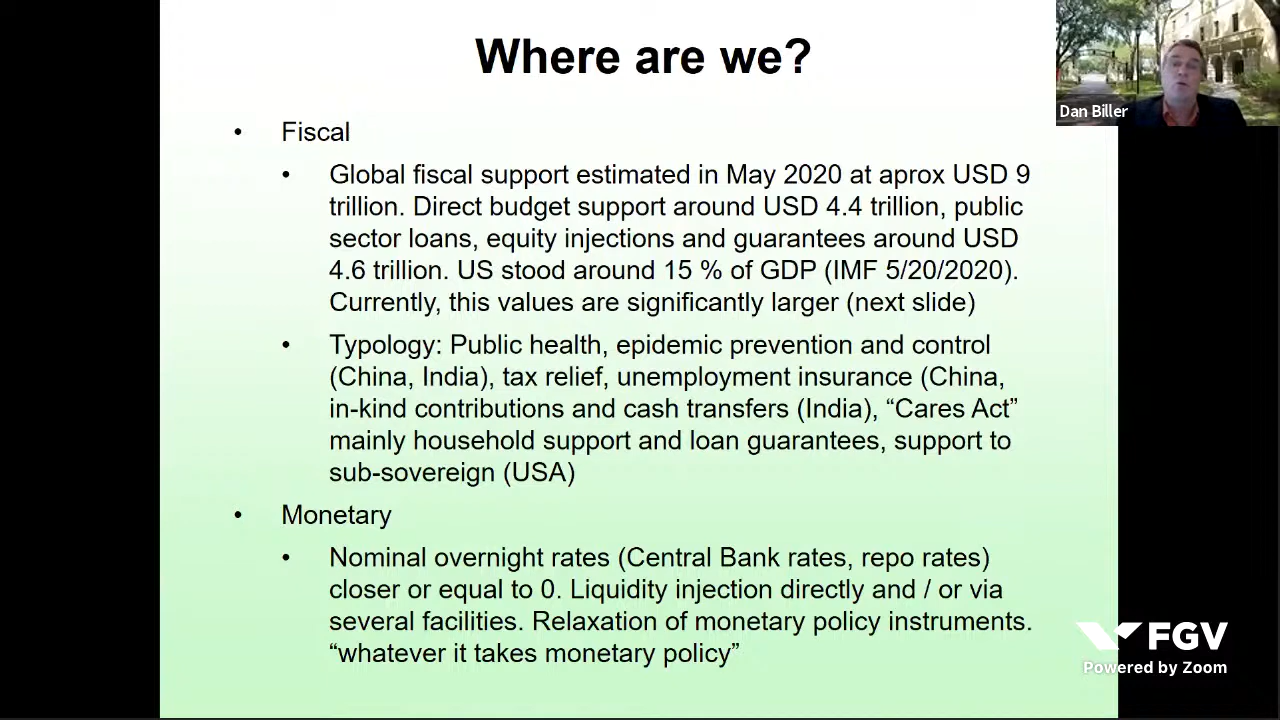 Where are we?
Dan Biller
• Fiscal
• Global fiscal support estimated in May 2020 at aprox USD 9
trillion. Direct budget support around USD 4.4 trillion, public
sector loans, equity injections and guarantees around USD
4.6 trillion. US stood around 15 % of GDP (IMF 5/20/2020).
Currently, this values are significantly larger (next slide)
• Typology: Public health, epidemic prevention and control
(China, India), tax relief, unemployment insurance (China,
in-kind contributions and cash transfers (India), “Cares Act”
mainly household support and loan guarantees, support to
sub-sovereign (USA)
• Monetary
• Nominal overnight rates (Central Bank rates, repo rates)
closer or equal to 0. Liquidity injection directly and / or via
several facilities. Relaxation of monetary policy instruments.
“whatever it takes monetary policy”
FGV
Powered by Zoom